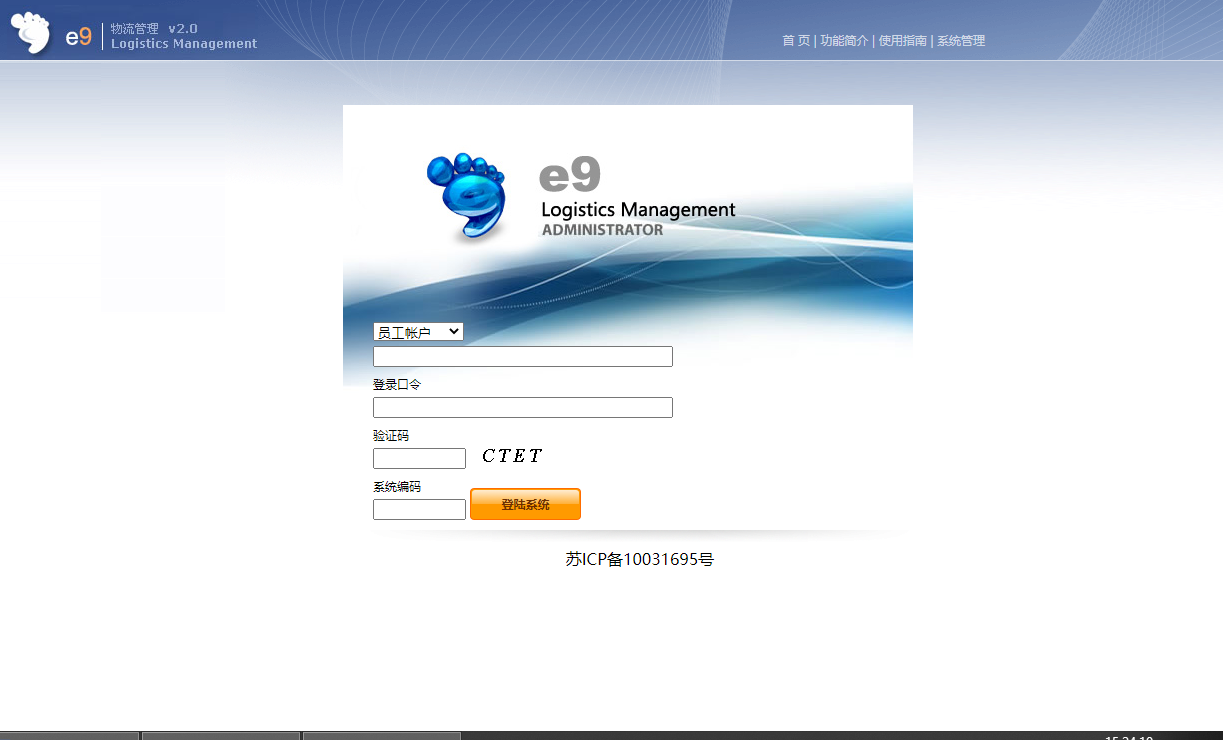 e9
物流管理 v2.0
Logistics Management
首 页 | 功能简介 | 使用指南 | 系统管理
e9
Logistics Management
ADMINISTRATOR
员工帐户
登录口令
验证码
CTET
系统编码
登陆系统
苏ICP备10031695号